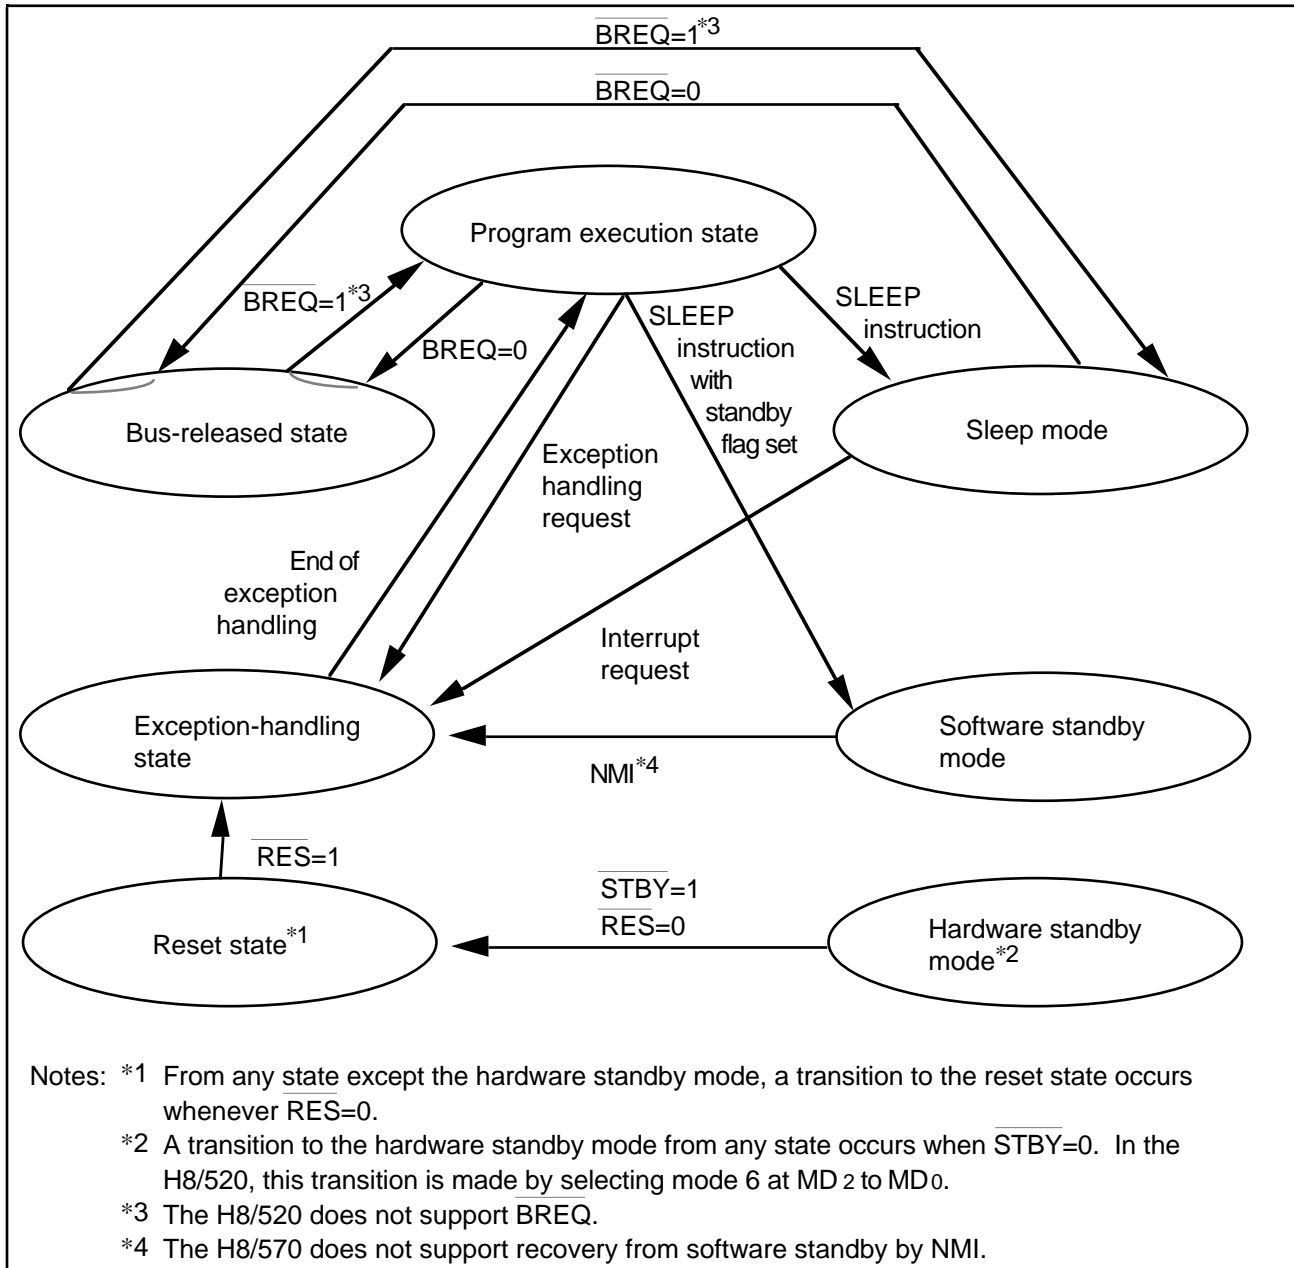 BREQ=1*3
BREQ=0
Program execution state
BREQ=1*3
BREQ=0
SLEEP
instruction
with
standby
flag set
SLEEP
instruction
Bus-released state
Sleep mode
Exception
handling
request
End of
exception
handling
Interrupt
request
Exception-handling
state
Software standby
mode
NMI*4
RES=1
STBY=1
RES=0
Reset state*1
Hardware standby
mode*2
Notes: *1 From any state except the hardware standby mode, a transition to the reset state occurs
whenever RES=0.
*2 A transition to the hardware standby mode from any state occurs when STBY=0. In the
H8/520, this transition is made by selecting mode 6 at MD2 to MD0.
*3 The H8/520 does not support BREQ.
*4 The H8/570 does not support recovery from software standby by NMI.